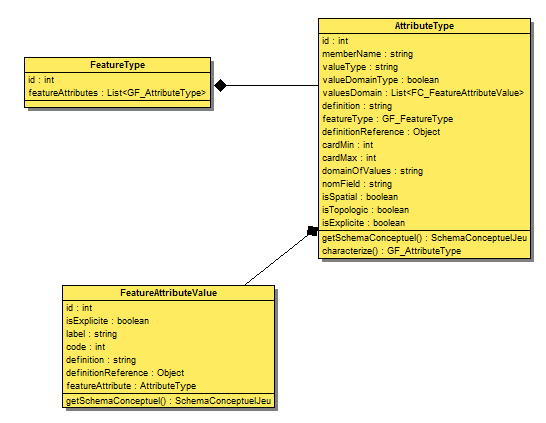 FeatureType
id : int
featureAttributes : List<GF_AttributeType>
AttributeType
id : int
memberName : string
valueType : string
valueDomainType : boolean
valuesDomain : List<FC_FeatureAttributeValue>
definition : string
featureType : GF_FeatureType
definitionReference : Object
cardMin : int
cardMax : int
domainOfValues : string
nomField : string
isSpatial : boolean
isTopologic : boolean
isExplicite : boolean
getSchemaConceptuel() : SchemaConceptuelJeu
characterize() : GF_AttributeType
FeatureAttributeValue
id : int
isExplicite : boolean
label : string
code : int
definition : string
definitionReference : Object
featureAttribute : AttributeType
getSchemaConceptuel() : SchemaConceptuelJeu